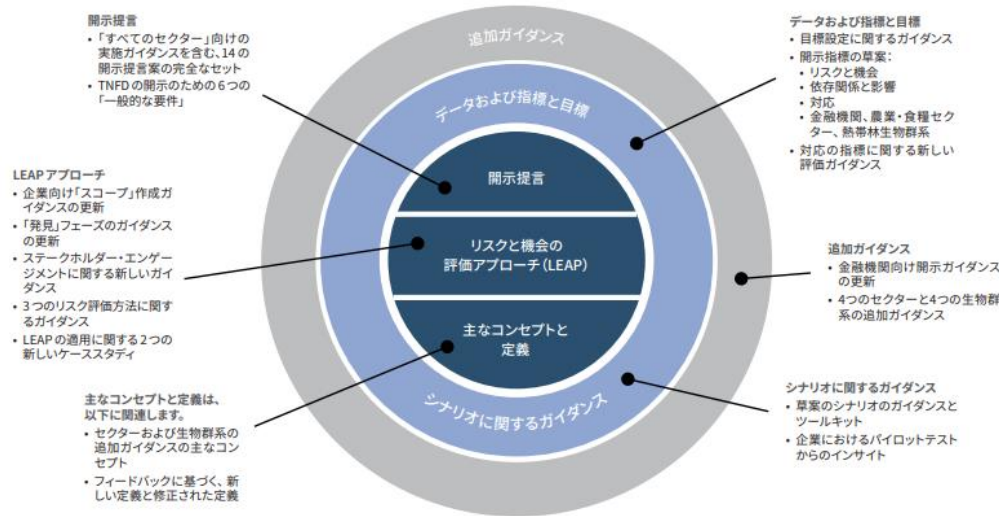 開示提言
• 「すべてのセクター」向けの
実施ガイダンスを含む、14の
開示提言案の完全なセット
• TNFDの開示のための6つの
「一般的な要件」
LEAPアプローチ
• 企業向け「スコープ」作成ガ
イダンスの更新
• 「発見」フェーズのガイダンス
の更新
• ステークホルダー・エンゲー
ジメントに関する新しいガイ
ダンス
• 3つのリスク評価方法に関す
るガイダンス
• LEAPの適用に関する2つの
新しいケーススタディ
主なコンセプトと定義は、
以下に関連します。
• セクターおよび生物群系の
追加ガイダンスの主なコン
セプト
• フィードバックに基づく、新
しい定義と修正された定義
追加ガイダンス
データおよび指標と目標
開示提言
リスクと機会の
評価アプローチ（LEAP）
主なコンセプトと
定義
シナリオに関するガイダンス
データおよび指標と目標
• 目標設定に関するガイダンス
• 開示指標の草案：
• リスクと機会
• 依存関係と影響
• 対応
• 金融機関、農業・食糧セク
ター、熱帯林生物群系
• 対応の指標に関する新しい
評価ガイダンス
追加ガイダンス
• 金融機関向け開示ガイダンス
の更新
• 4つのセクターと4つの生物群
系の追加ガイダンス
シナリオに関するガイダンス
• 草案のシナリオのガイダンスと
ツールキット
• 企業におけるパイロットテスト
からのインサイト